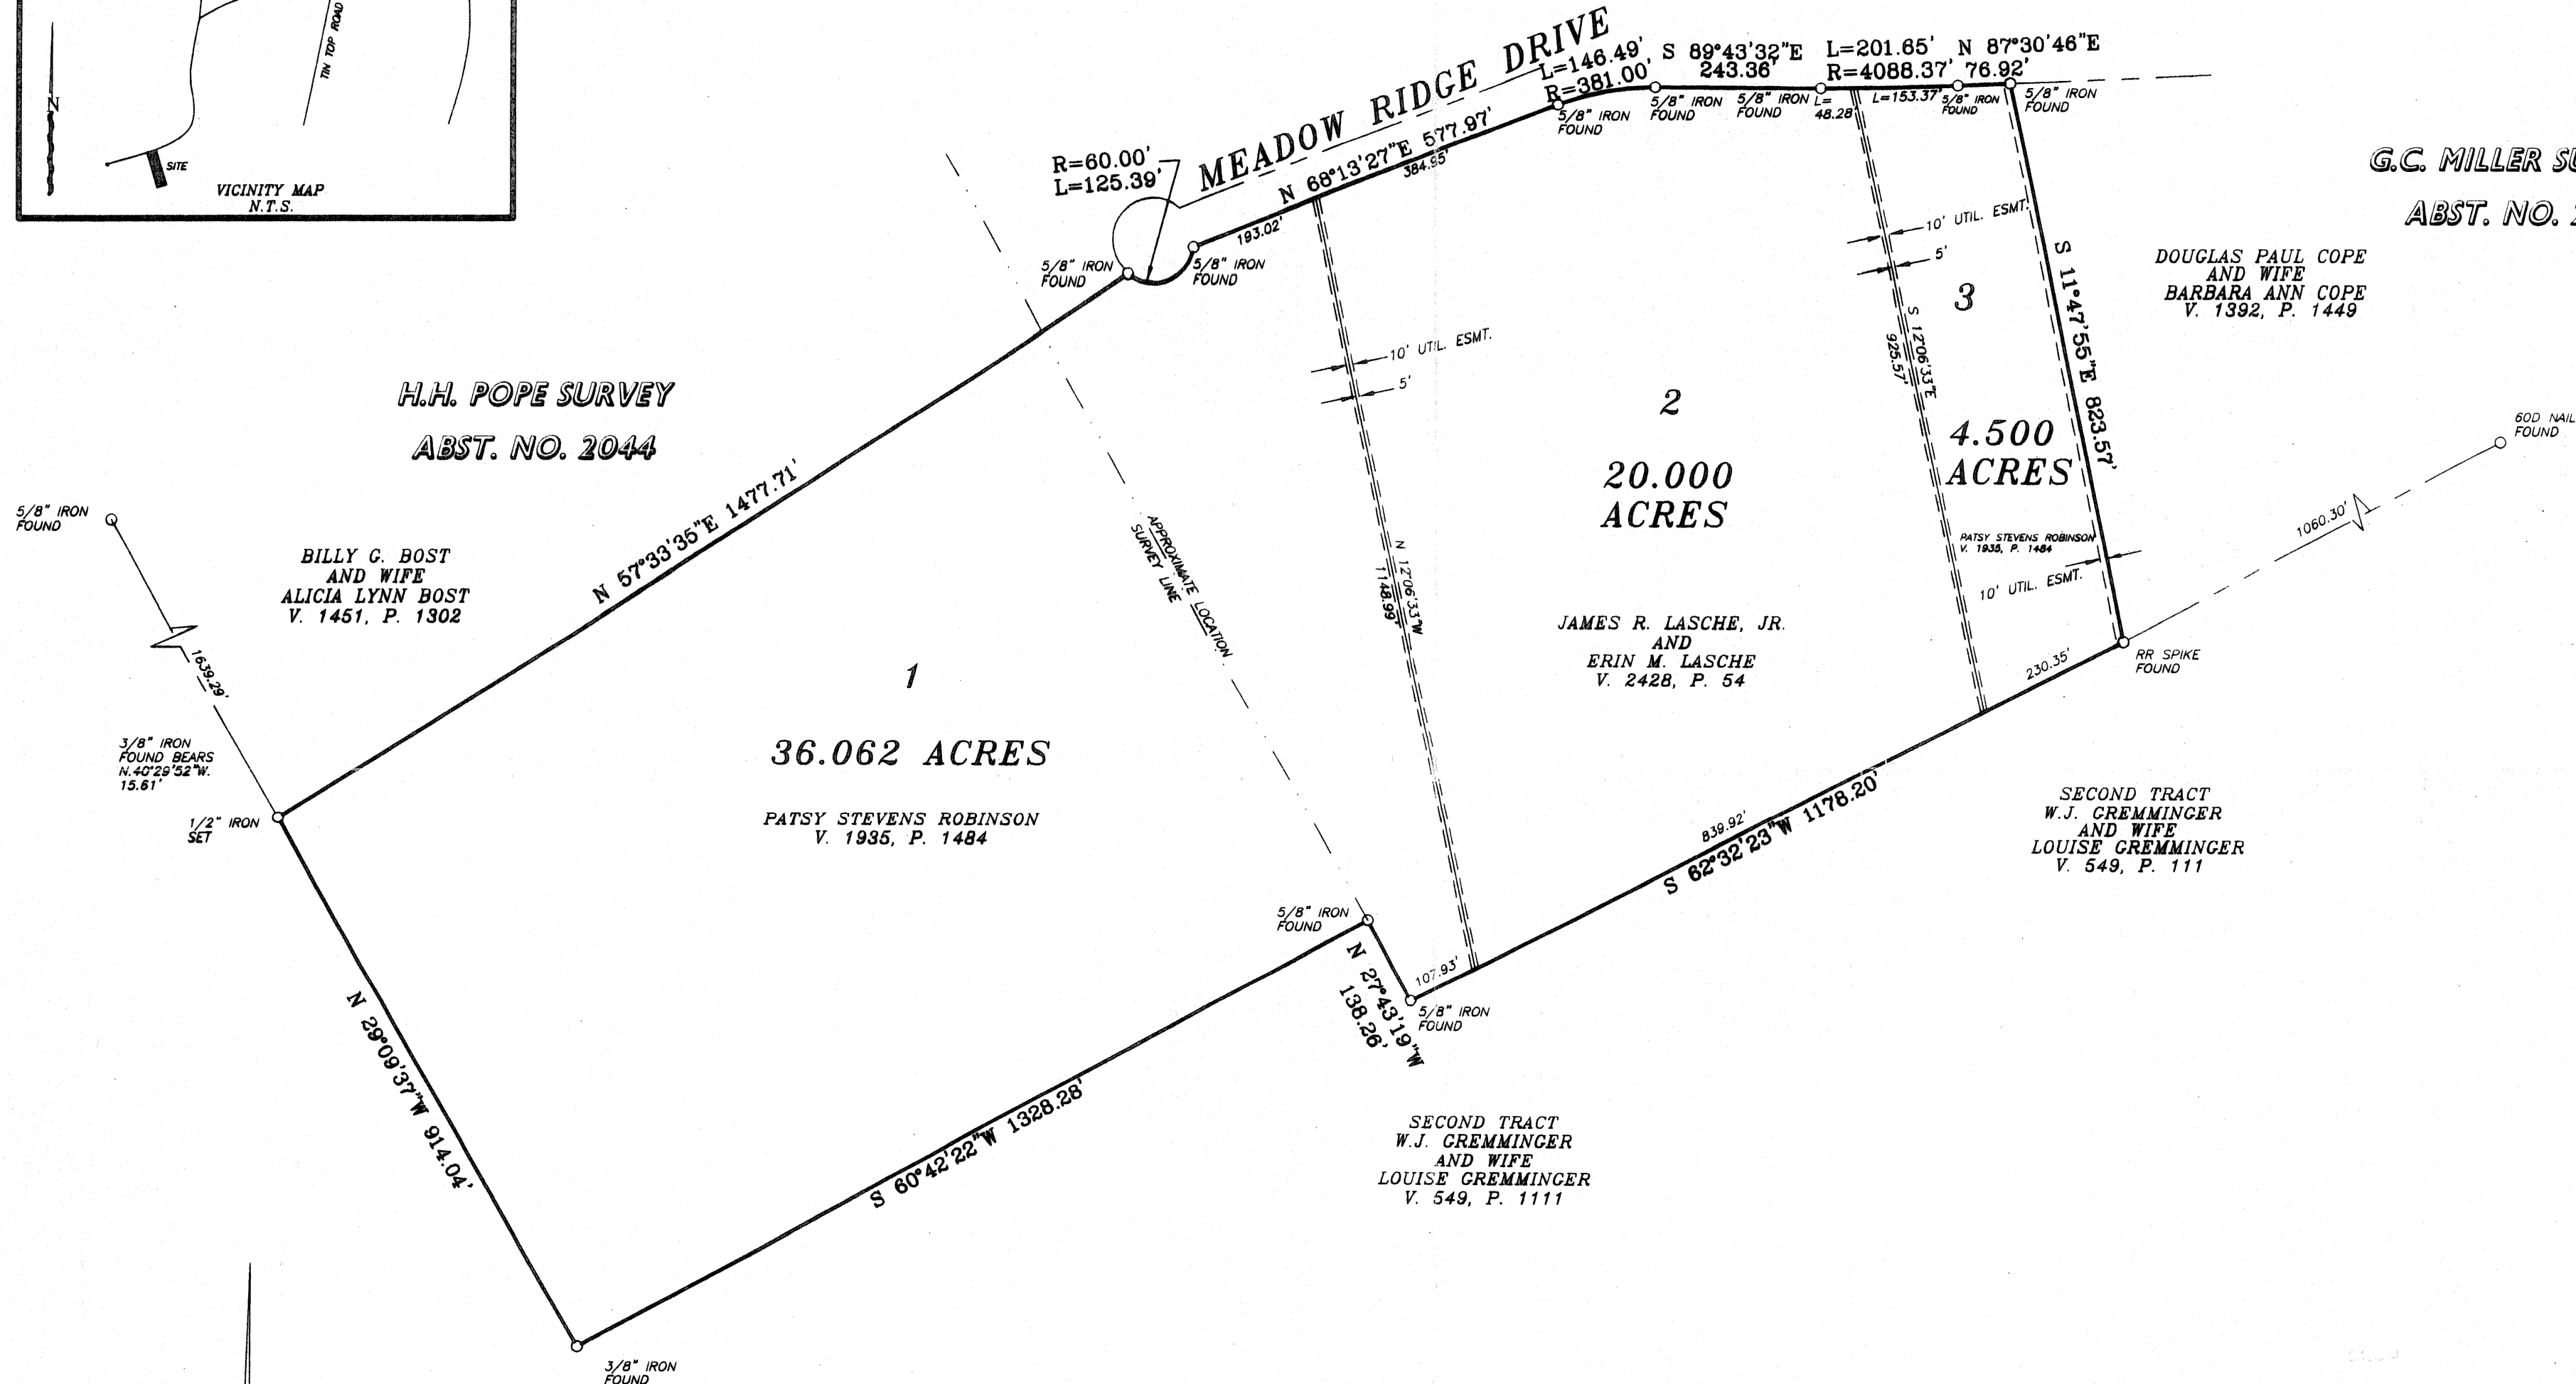 N
TIN TOP ROAD
SITE
VICINITY MAP
N.T.S.
MEADOW RIDGE DRIVE
R=60.00'
L=125.39'
L=146.49'
R=381.00'
S 89°43'32"E
243.36'
L=201.65'
R=4088.37'
N 87°30'46"E
76.92'
5/8" IRON
FOUND
5/8" IRON
FOUND
5/8" IRON
FOUND
L=
48.28'
L=153.37'
5/8" IRON
FOUND
5/8" IRON
FOUND
N 68°13'27"E 577.97'
384.95'
193.02'
5/8" IRON
FOUND
5/8" IRON
FOUND
G.C. MILLER
ABST. NO.
DOUGLAS PAUL COPE
AND WIFE
BARBARA ANN COPE
V. 1392, P. 1449
10' UTIL. ESMT.
5'
S 12°06'33"E
925.57'
3
4.500
ACRES
PATSY STEVENS ROBINSON
V. 1935, P. 1484
10' UTIL. ESMT.
S 11°47'55"E 823.57'
60D NAIL
FOUND
1060.30'
RR SPIKE
FOUND
230.35'
10' UTIL. ESMT.
5'
N 12°06'33"W
1148.99'
2
20.000
ACRES
JAMES R. LASCHE, JR.
AND
ERIN M. LASCHE
V. 2428, P. 54
H.H. POPE SURVEY
ABST. NO. 2044
5/8" IRON
FOUND
BILLY G. BOST
AND WIFE
ALICIA LYNN BOST
V. 1451, P. 1302
N 57°33'35"E 1477.71'
APPROXIMATE LOCATION
SURVEY LINE
1639.29'
3/8" IRON
FOUND BEARS
N.40°29'52"W.
15.61'
1/2" IRON
SET
1
36.062 ACRES
PATSY STEVENS ROBINSON
V. 1935, P. 1484
839.92'
S 62°32'23"W 1178.20'
SECOND TRACT
W.J. GREMMINGER
AND WIFE
LOUISE GREMMINGER
V. 549, P. 111
5/8" IRON
FOUND
N 27°43'19"W
138.26'
107.93'
5/8" IRON
FOUND
N 29°09'37"W 914.04'
S 60°42'22"W 1328.28'
SECOND TRACT
W.J. GREMMINGER
AND WIFE
LOUISE GREMMINGER
V. 549, P. 1111
3/8" IRON
FOUND